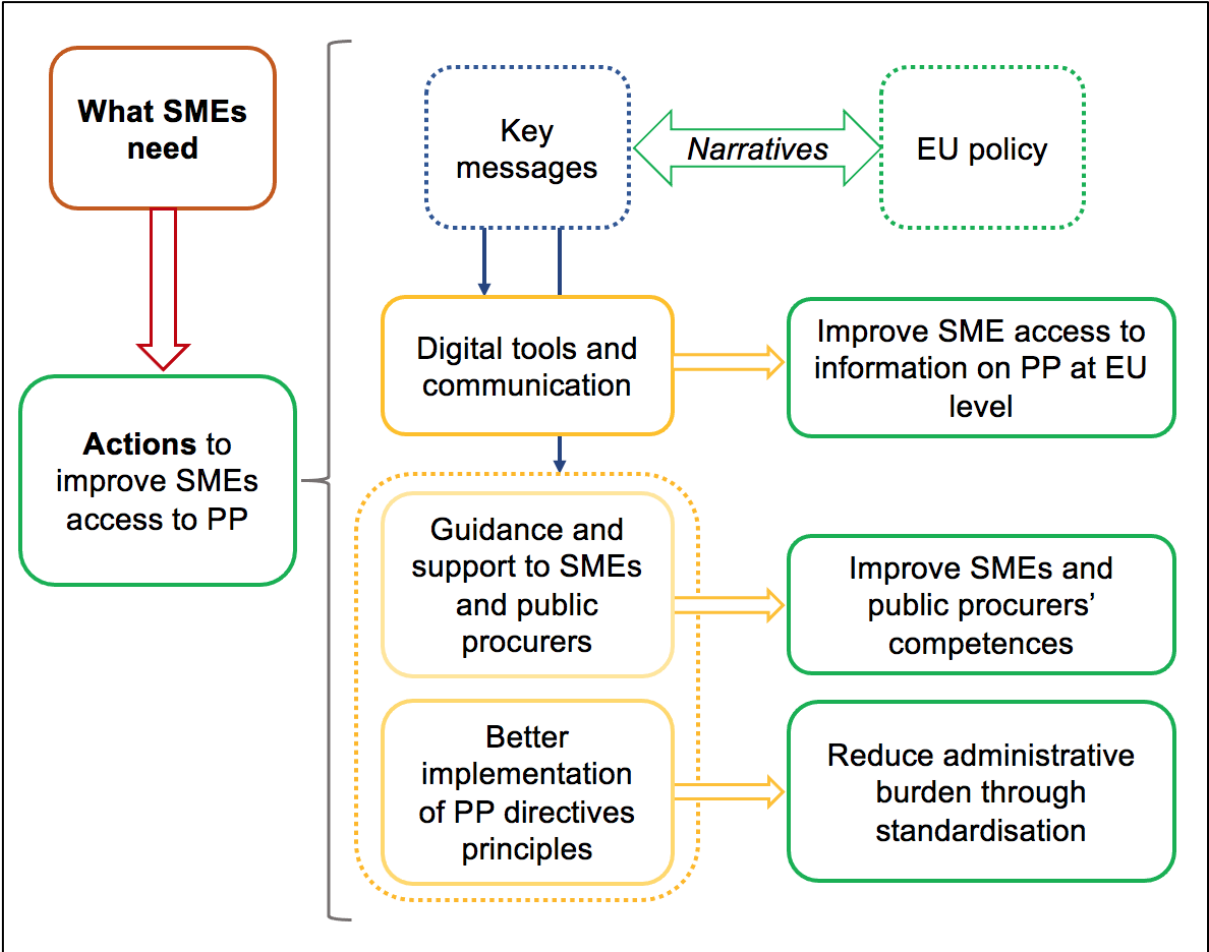 What SMEs
need
Actions to
improve SMEs
access to PP
Key
messages
Narratives
EU policy
Digital tools and
communication
Improve SME access to
information on PP at EU
level
Guidance and
support to SMEs
and public
procurers
Improve SMEs and
public procurers’
competences
Better
implementation
of PP directives
principles
Reduce administrative
burden through
standardisation